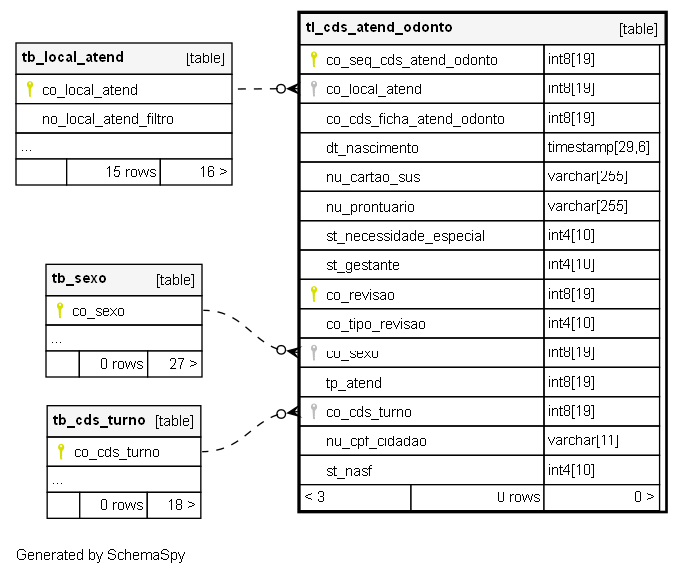 tb_local_atend [table]
co_local_atend
no_local_atend_filtro
...
15 rows 16 >
tb_sexo [table]
co_sexo
...
0 rows 27 >
tb_cds_turno [table]
co_cds_turno
...
0 rows 18 >
tl_cds_atend_odonto [table]
co_seq_cds_atend_odonto int8[19]
co_local_atend int8[19]
co_cds_ficha_atend_odonto int8[19]
dt_nascimento timestamp[29,6]
nu_cartao_sus varchar[255]
nu_prontuario varchar[255]
st_necessidade_especial int4[10]
st_gestante int4[10]
co_revisao int8[19]
co_tipo_revisao int4[10]
co_sexo int8[19]
tp_atend int8[19]
co_cds_turno int8[19]
nu_cpf_cidadao varchar[11]
st_nasf int4[10]
< 3 0 rows 0 >
Generated by SchemaSpy